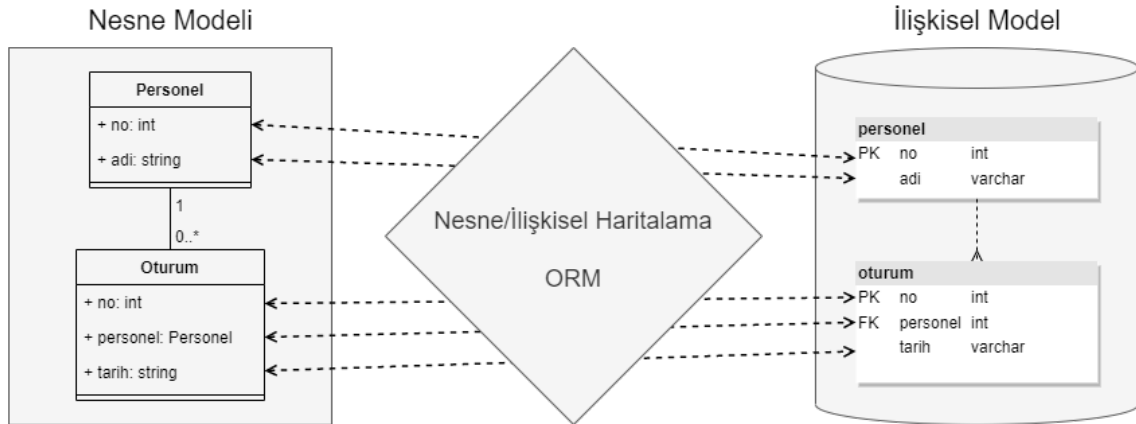 Nesne Modeli
İlişkisel Model
Personel
+ no: int
+ adi: string
1
0..*
Oturum
+ no: int
+ personel: Personel
+ tarih: string
Nesne/İlişkisel Haritalama
ORM
personel
PK no int
adi varchar
oturum
PK no int
FK personel int
tarih varchar